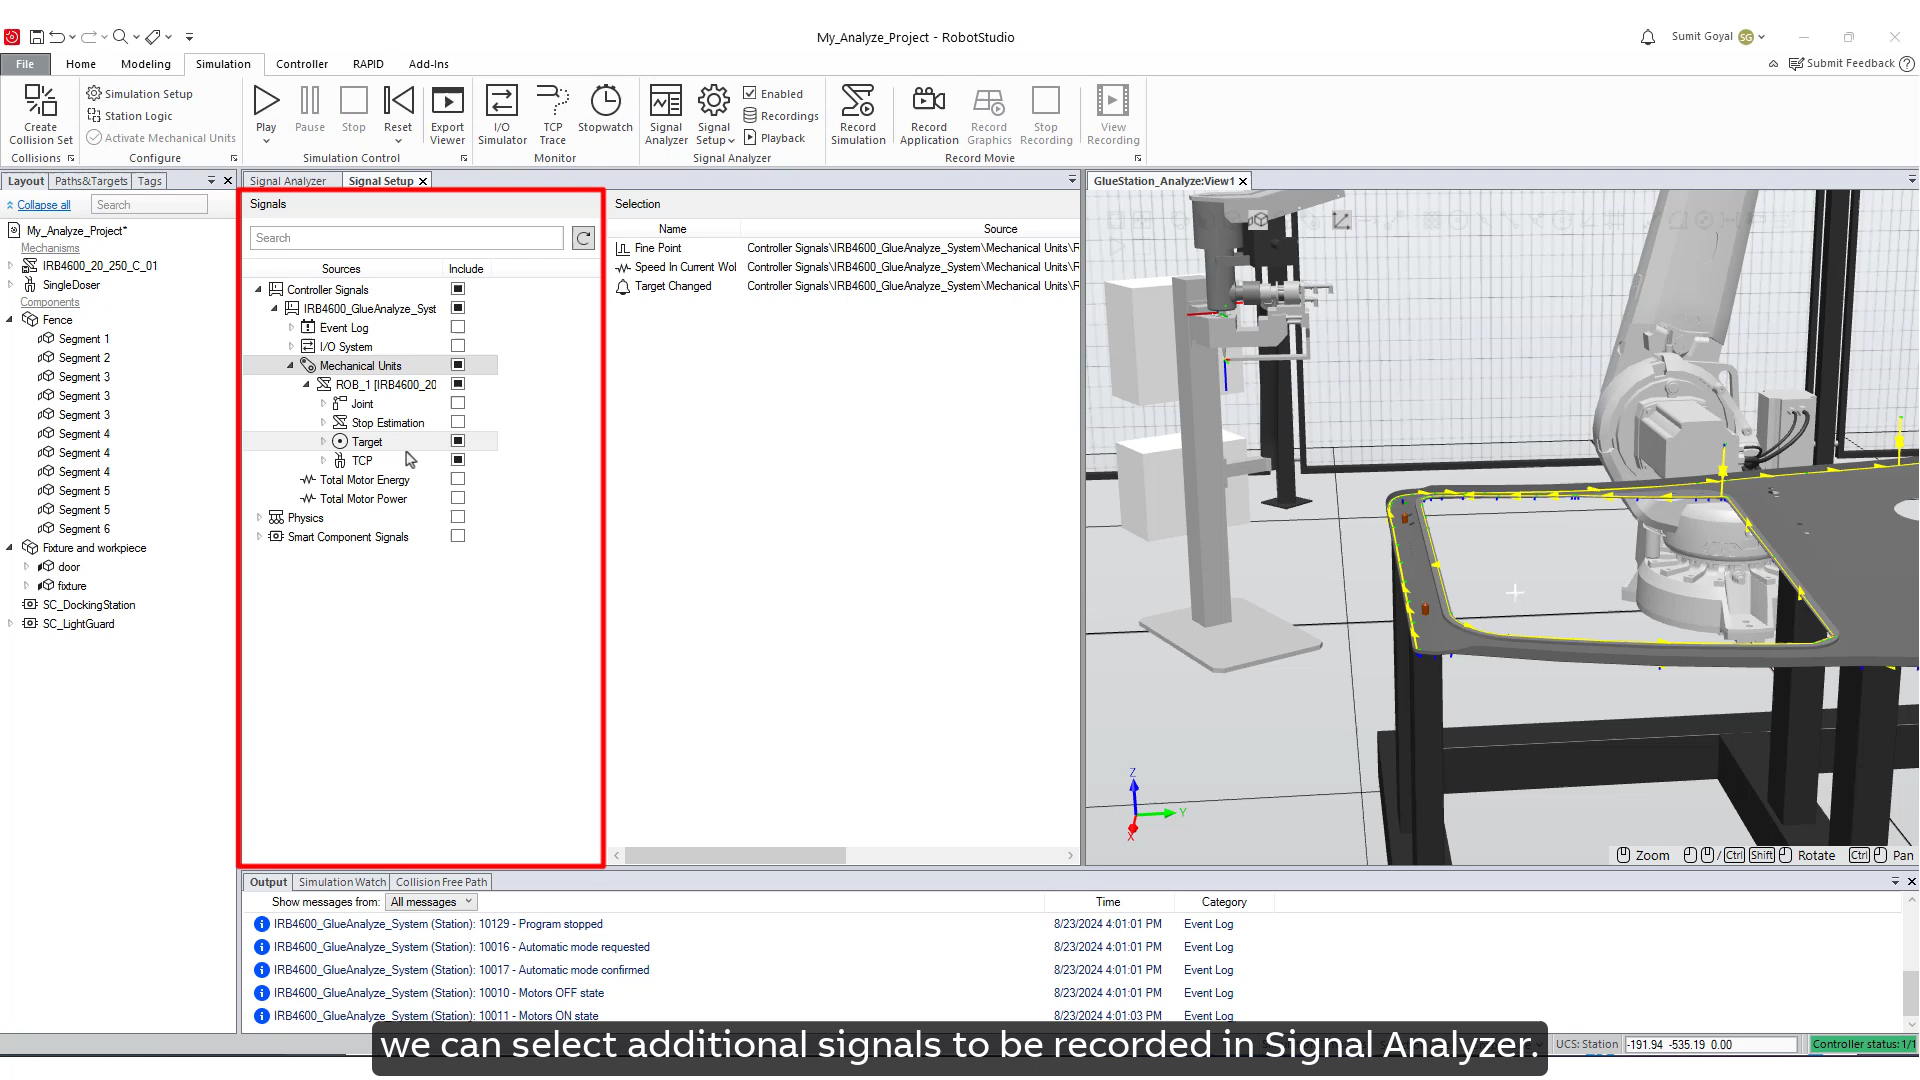 My_Analyze_Project - RobotStudio
Sumit Goyal SG
File Home Modeling Simulation Controller RAPID Add-Ins
Submit Feedback
Create Collision Set
Simulation Setup
Station Logic
Activate Mechanical Units
Play Pause Stop Reset
Export Viewer
I/O Simulator
TCP Trace
Stopwatch
Signal Analyzer
Signal Setup
Enabled
Recordings
Playback
Record Simulation
Record Application
Record Graphics
Stop Recording
View Recording
Collisions Configure Simulation Control Monitor Signal Analyzer Record Movie
Layout Paths&Targets Tags
Collapse all Search
My_Analyze_Project*
Mechanisms
IRB4600_20_250_C_01
SingleDoser
Components
Fence
Segment 1
Segment 2
Segment 3
Segment 3
Segment 3
Segment 4
Segment 4
Segment 4
Segment 5
Segment 5
Segment 6
Fixture and workpiece
door
fixture
SC_DockingStation
SC_LightGuard
Signal Analyzer Signal Setup
Signals
Search
Sources Include
Controller Signals
IRB4600_GlueAnalyze_Syst
Event Log
I/O System
Mechanical Units
ROB_1 [IRB4600_20
Joint
Stop Estimation
Target
TCP
Total Motor Energy
Total Motor Power
Physics
Smart Component Signals
Selection
Name Source
Fine Point Controller Signals\IRB4600_GlueAnalyze_System\Mechanical Units\R
Speed In Current Wol Controller Signals\IRB4600_GlueAnalyze_System\Mechanical Units\R
Target Changed Controller Signals\IRB4600_GlueAnalyze_System\Mechanical Units\R
GlueStation_Analyze:View1
Z
Y
X
Zoom / Ctrl Shift Rotate Ctrl Pan
Output Simulation Watch Collision Free Path
Show messages from: All messages Time Category
IRB4600_GlueAnalyze_System (Station): 10129 - Program stopped 8/23/2024 4:01:01 PM Event Log
IRB4600_GlueAnalyze_System (Station): 10016 - Automatic mode requested 8/23/2024 4:01:01 PM Event Log
IRB4600_GlueAnalyze_System (Station): 10017 - Automatic mode confirmed 8/23/2024 4:01:01 PM Event Log
IRB4600_GlueAnalyze_System (Station): 10010 - Motors OFF state 8/23/2024 4:01:01 PM Event Log
IRB4600_GlueAnalyze_System (Station): 10011 - Motors ON state 8/23/2024 4:01:03 PM Event Log
we can select additional signals to be recorded in Signal Analyzer.
UCS: Station -191.94 -535.19 0.00 Controller status: 1/1